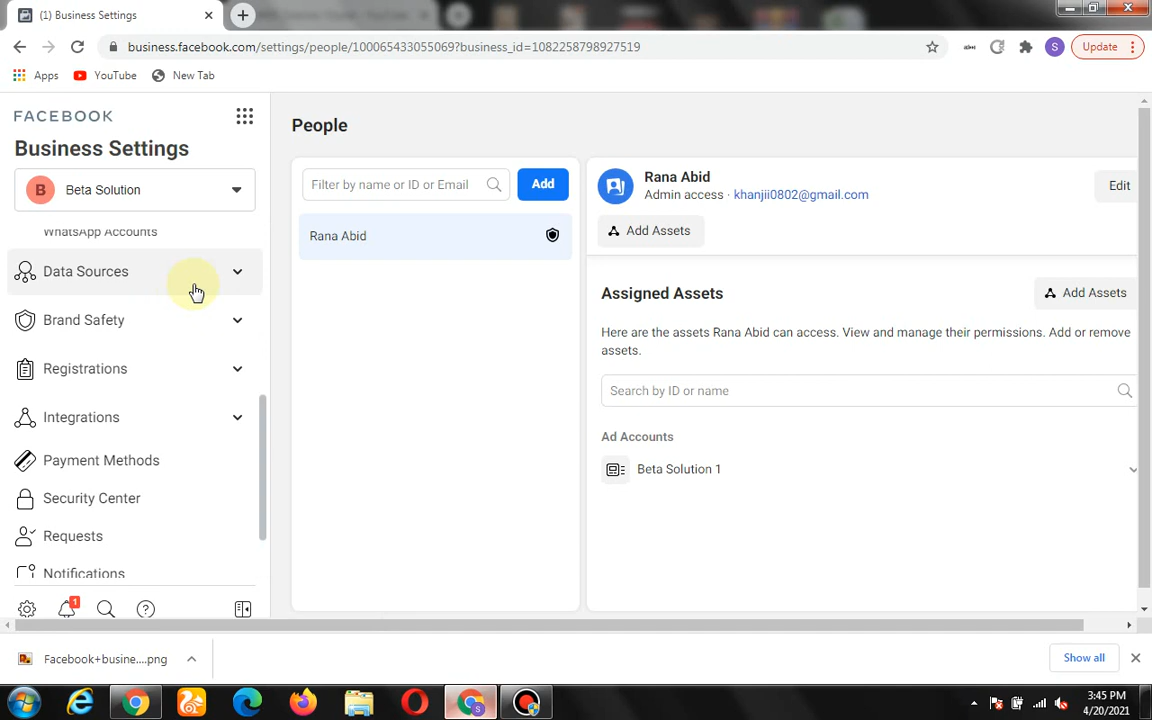 (1) Business Settings
business.facebook.com/settings/people/100065433055069?business_id=1082258798927519
S
Update
Apps
YouTube
New Tab
FACEBOOK
Business Settings
B
Beta Solution
WhatsApp Accounts
Data Sources
Brand Safety
Registrations
Integrations
Payment Methods
Security Center
Requests
Notifications
1
People
Filter by name or ID or Email
Add
Rana Abid
Rana Abid
Admin access · khanjii0802@gmail.com
Edit
Add Assets
Assigned Assets
Add Assets
Here are the assets Rana Abid can access. View and manage their permissions. Add or remove
assets.
Search by ID or name
Ad Accounts
Beta Solution 1
Facebook+busine....png
Show all
3:45 PM
4/20/2021